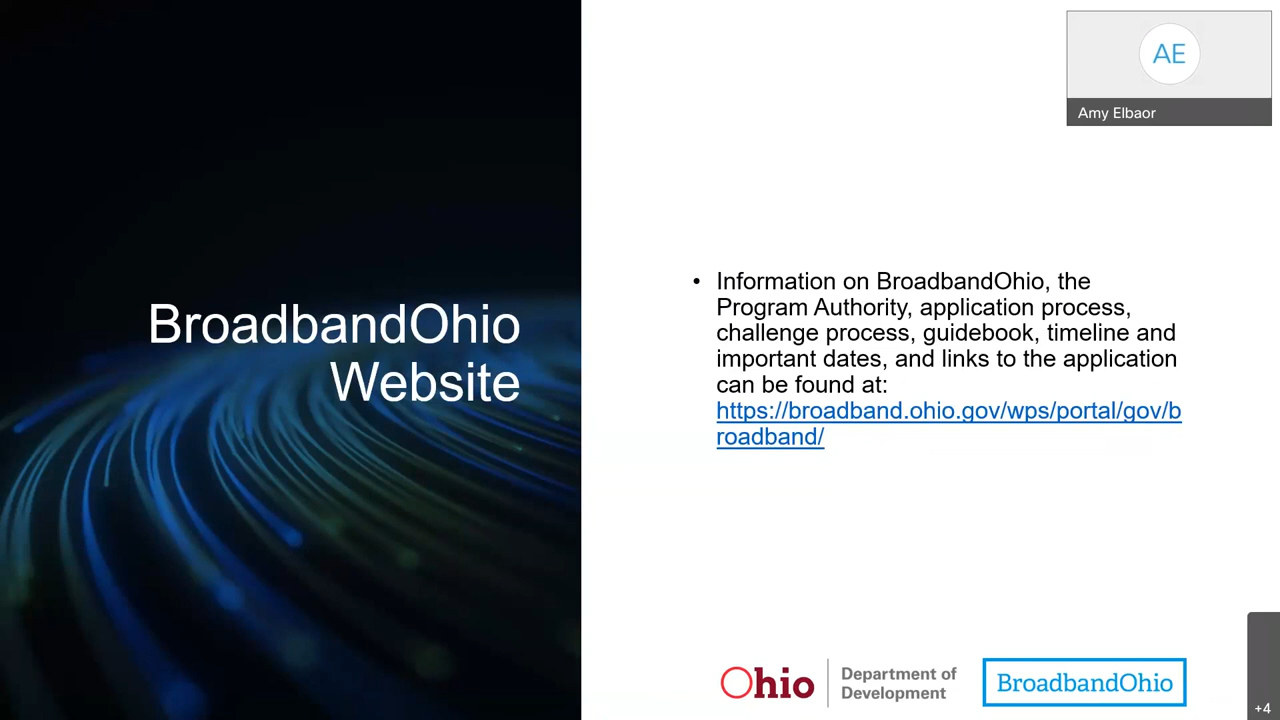 BroadbandOhio
Website
• Information on BroadbandOhio, the
Program Authority, application process,
challenge process, guidebook, timeline and
important dates, and links to the application
can be found at:
https://broadband.ohio.gov/wps/portal/gov/b
roadband/
AE
Amy Elbaor
Ohio
Department of
Development
BroadbandOhio
+4